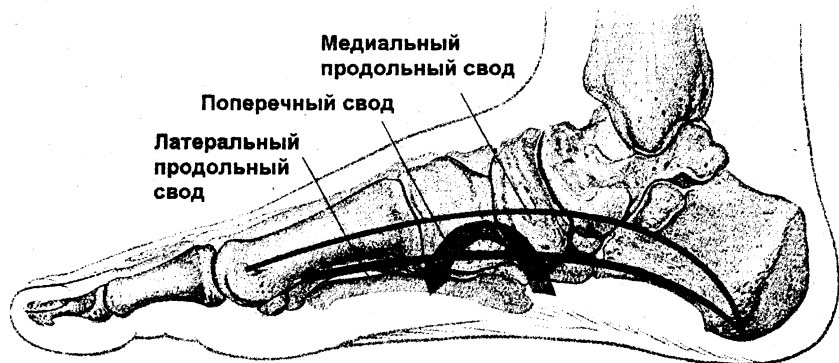 Медиальный
продольный свод
Поперечный свод
Латеральный
продольный
свод